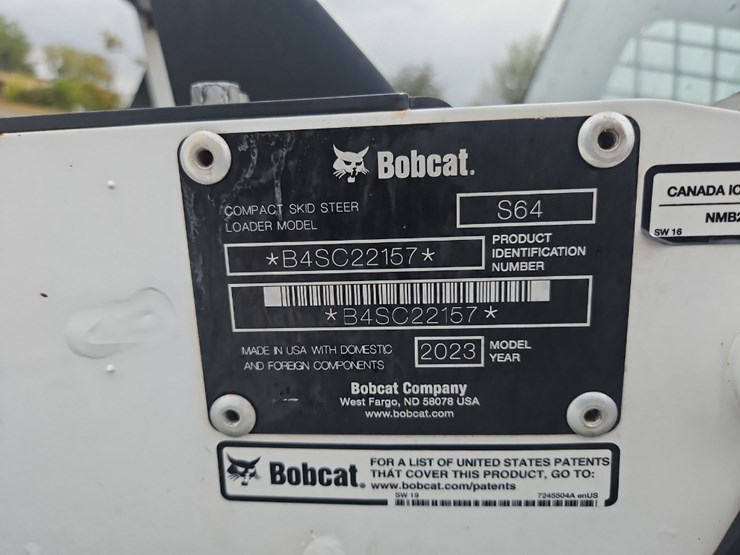 Bobcat.
COMPACT SKID STEER
LOADER MODEL
S64
*B4SC22157*
PRODUCT
IDENTIFICATION
NUMBER
*B4SC22157*
MADE IN USA WITH DOMESTIC
AND FOREIGN COMPONENTS
2023
MODEL
YEAR
Bobcat Company
West Fargo, ND 58078 USA
www.bobcat.com
CANADA IC
NMB2
SW 16
Bobcat.
FOR A LIST OF UNITED STATES PATENTS
THAT COVER THIS PRODUCT, GO TO:
www.bobcat.com/patents
SW 19
7245504A enUS